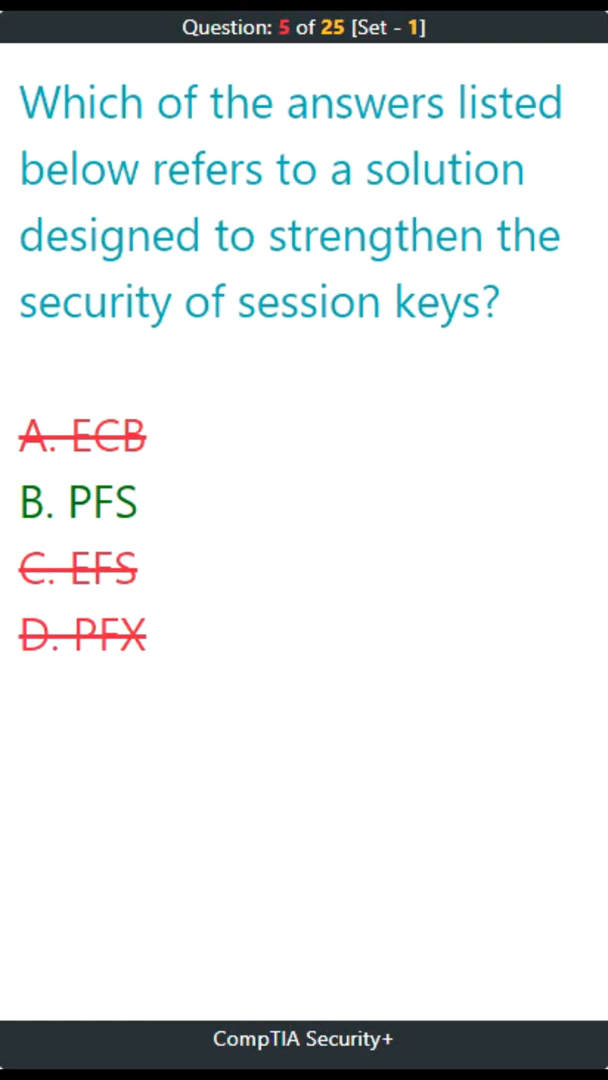 Question: 5 of 25 [Set - 1]
Which of the answers listed
below refers to a solution
designed to strengthen the
security of session keys?
A. ECB
B. PFS
C. EFS
D. PFX
CompTIA Security+